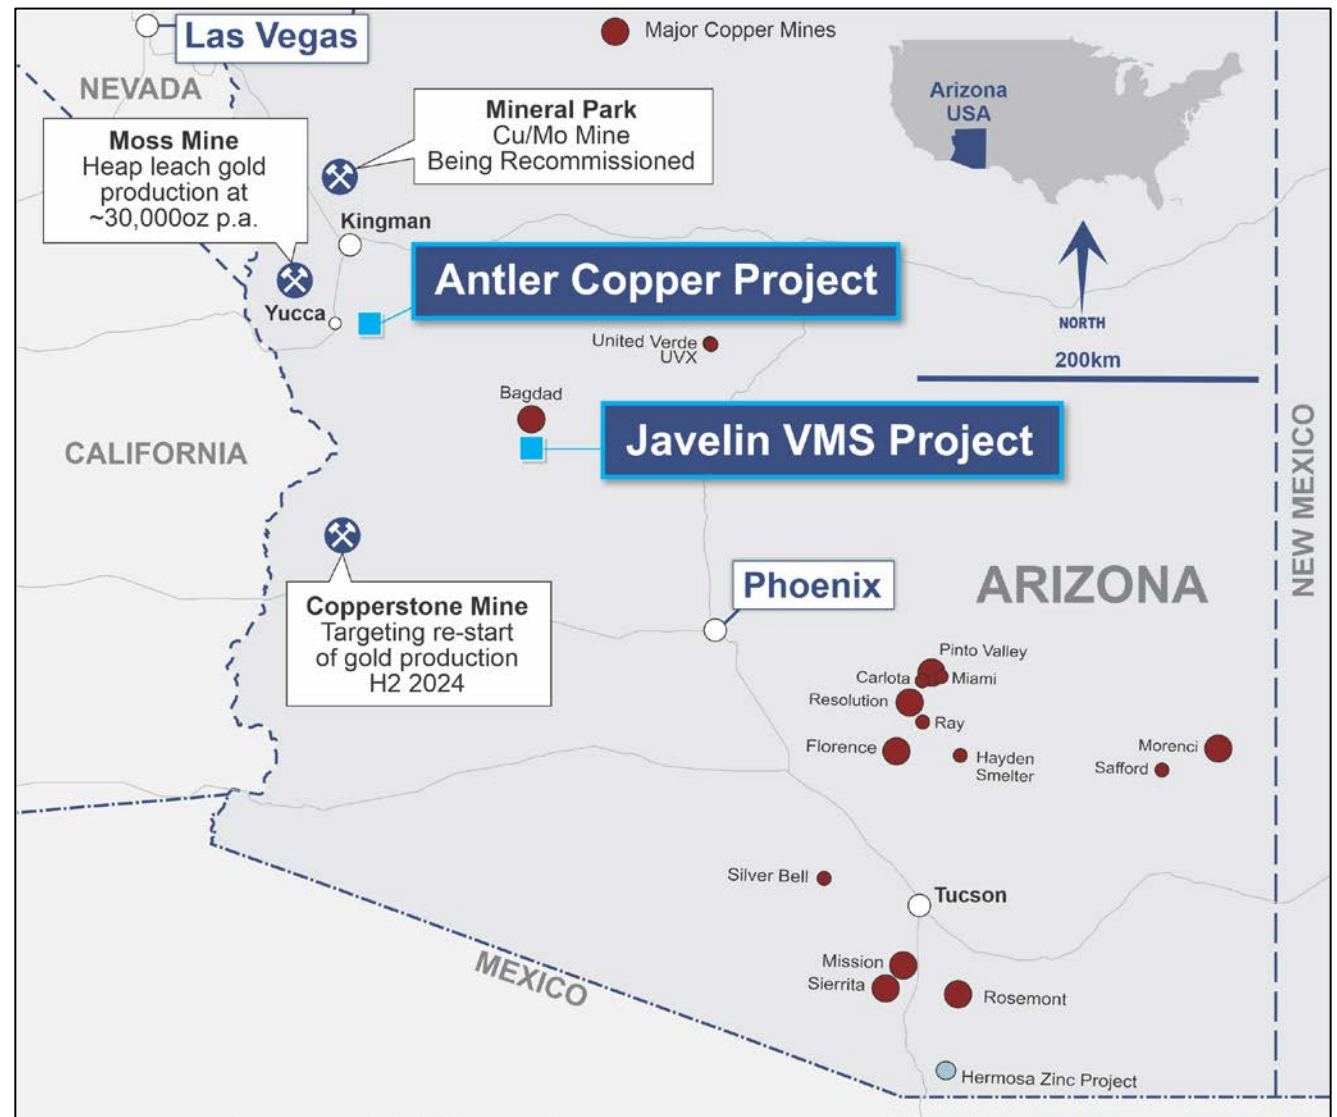 Las Vegas
Major Copper Mines
NEVADA
Arizona
USA
Mineral Park
Cu/Mo Mine
Being Recommissioned
Moss Mine
Heap leach gold
production at
~30,000oz p.a.
Kingman
Antler Copper Project
Yucca
NORTH
200km
United Verde
UVX
Bagdad
Javelin VMS Project
CALIFORNIA
NEW MEXICO
Copperstone Mine
Targeting re-start
of gold production
H2 2024
Phoenix
ARIZONA
Pinto Valley
Carlota
Miami
Resolution
Ray
Florence
Hayden
Smelter
Morenci
Safford
Silver Bell
Tucson
Mission
Sierrita
Rosemont
MEXICO
Hermosa Zinc Project